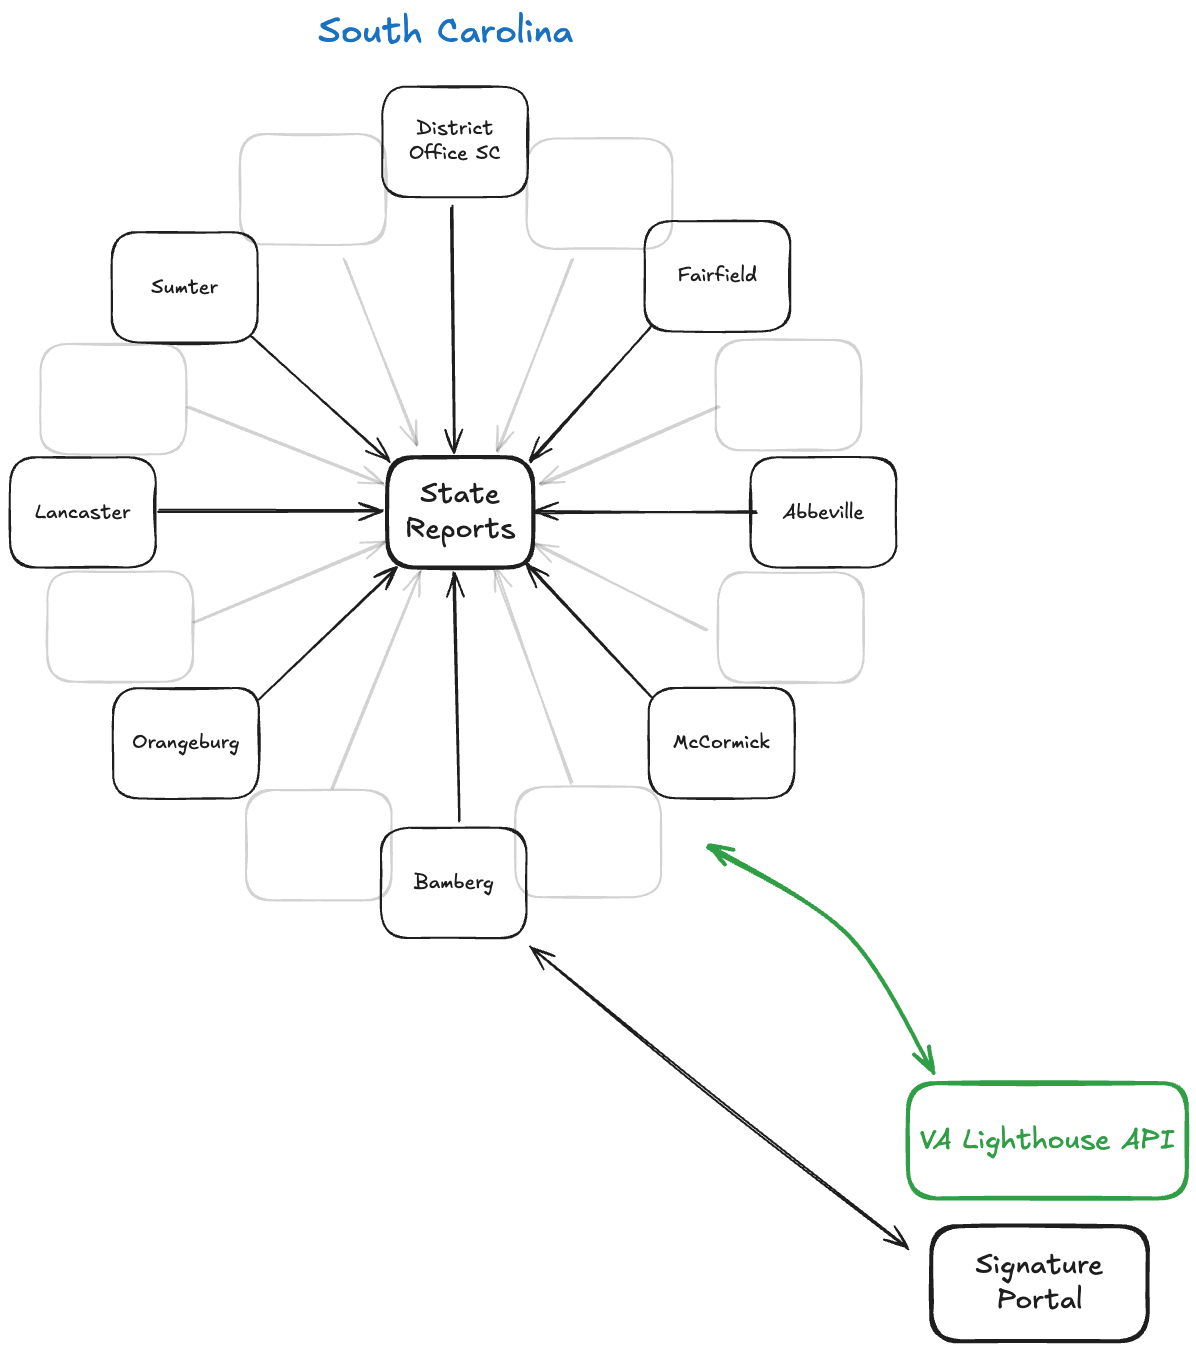 South Carolina
District
Office SC
Sumter
Fairfield
Lancaster
State
Reports
Abbeville
Orangeburg
McCormick
Bamberg
VA Lighthouse API
Signature
Portal